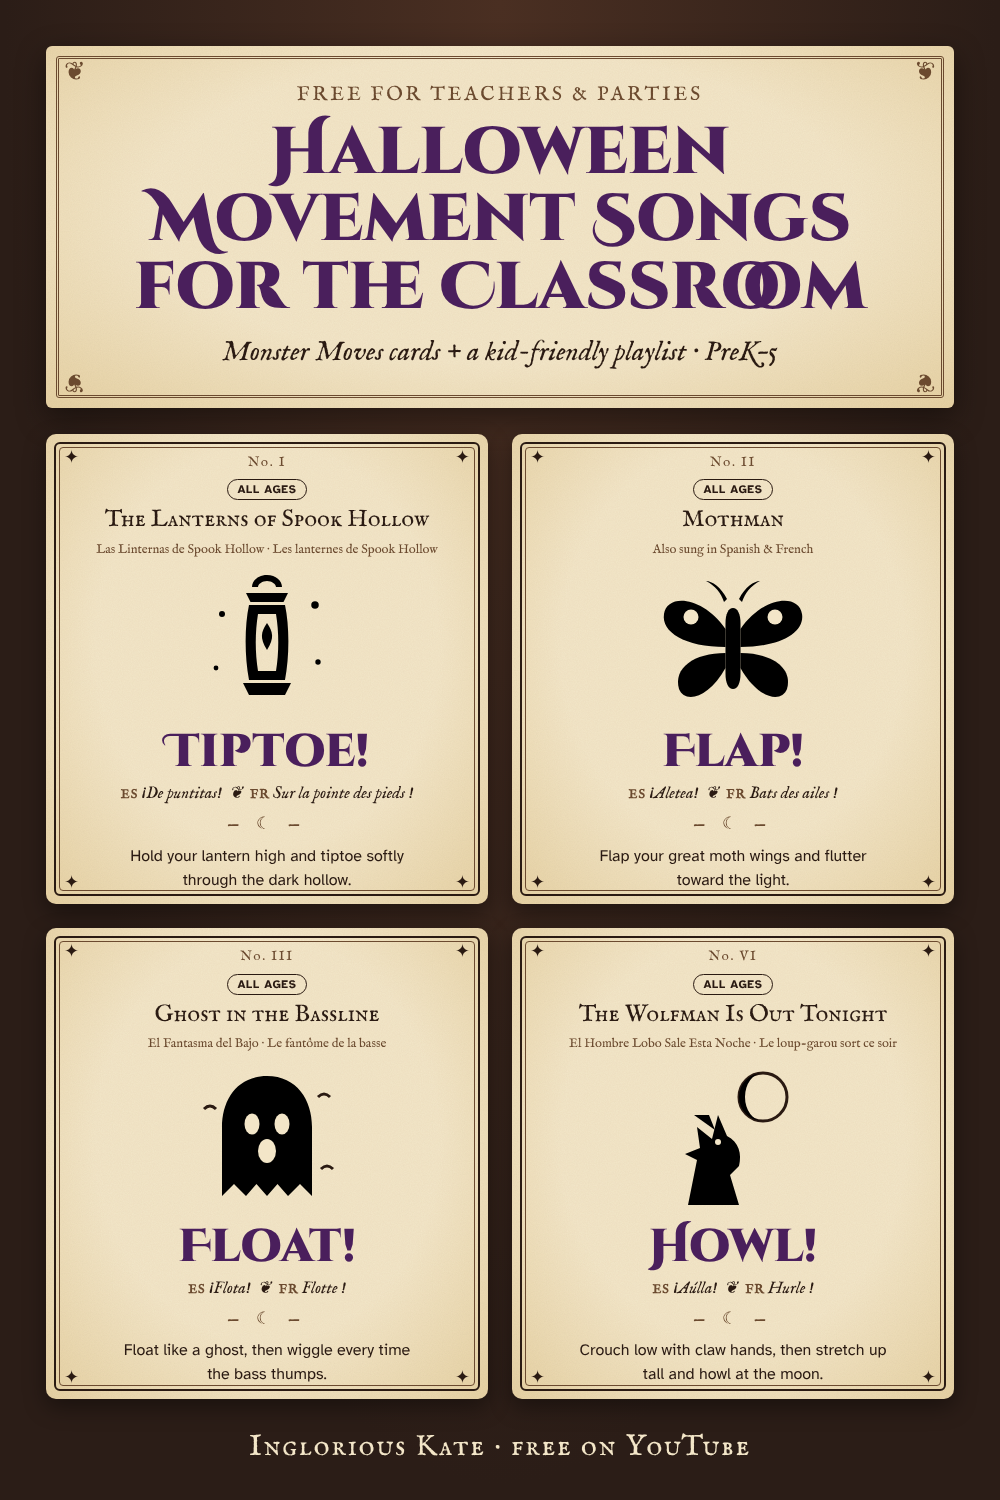 FREE FOR TEACHERS & PARTIES
Halloween
Movement Songs
for the Classroom
Monster Moves cards + a kid-friendly playlist · PreK-5
No. I
ALL AGES
The Lanterns of Spook Hollow
Las Linternas de Spook Hollow · Les lanternes de Spook Hollow
Tiptoe!
ES ¡De puntitas! ❦ FR Sur la pointe des pieds !
Hold your lantern high and tiptoe softly
through the dark hollow.
No. II
ALL AGES
Mothman
Also sung in Spanish & French
Flap!
ES ¡Aletea! ❦ FR Bats des ailes !
Flap your great moth wings and flutter
toward the light.
No. III
ALL AGES
Ghost in the Bassline
El Fantasma del Bajo · Le fantôme de la basse
Float!
ES ¡Flota! ❦ FR Flotte !
Float like a ghost, then wiggle every time
the bass thumps.
No. VI
ALL AGES
The Wolfman Is Out Tonight
El Hombre Lobo Sale Esta Noche · Le loup-garou sort ce soir
Howl!
ES ¡Aúlla! ❦ FR Hurle !
Crouch low with claw hands, then stretch up
tall and howl at the moon.
Inglorious Kate · free on YouTube